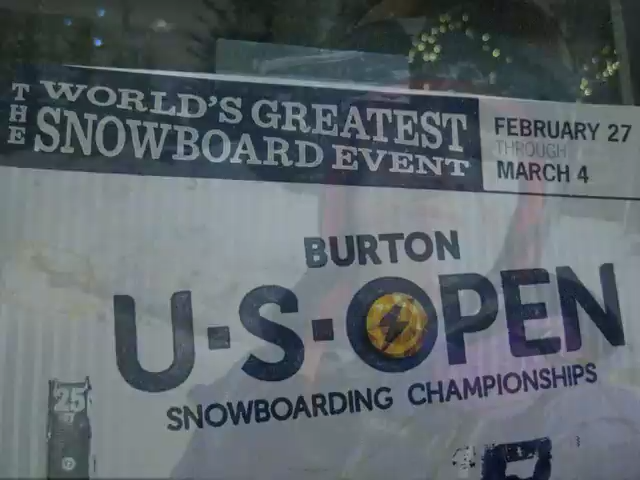 THE WORLD'S GREATEST
SNOWBOARD EVENT
FEBRUARY 27
THROUGH
MARCH 4
BURTON
U·S·OPEN
SNOWBOARDING CHAMPIONSHIPS
25